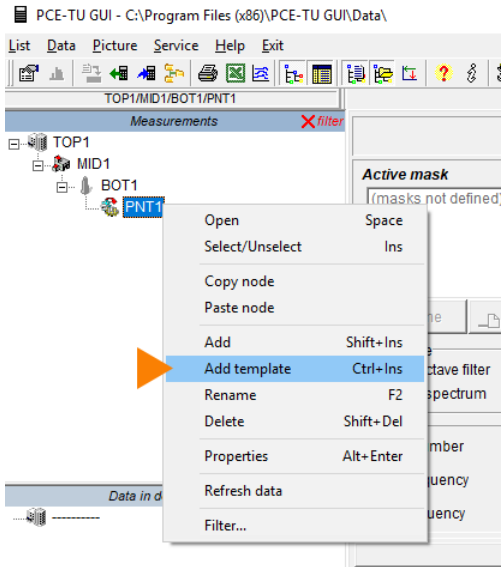 PCE-TU GUI - C:\Program Files (x86)\PCE-TU GUI\Data\
List Data Picture Service Help Exit
TOP1/MID1/BOT1/PNT1
Measurements filter
TOP1
MID1
BOT1
PNT1
Active mask
(masks not defined)
Open Space
Select/Unselect Ins
Copy node
Paste node
Add Shift+Ins
Add template Ctrl+Ins
Rename F2
Delete Shift+Del
Properties Alt+Enter
Refresh data
Filter...
ctave filter
spectrum
mber
quency
uency
Data in d
----------